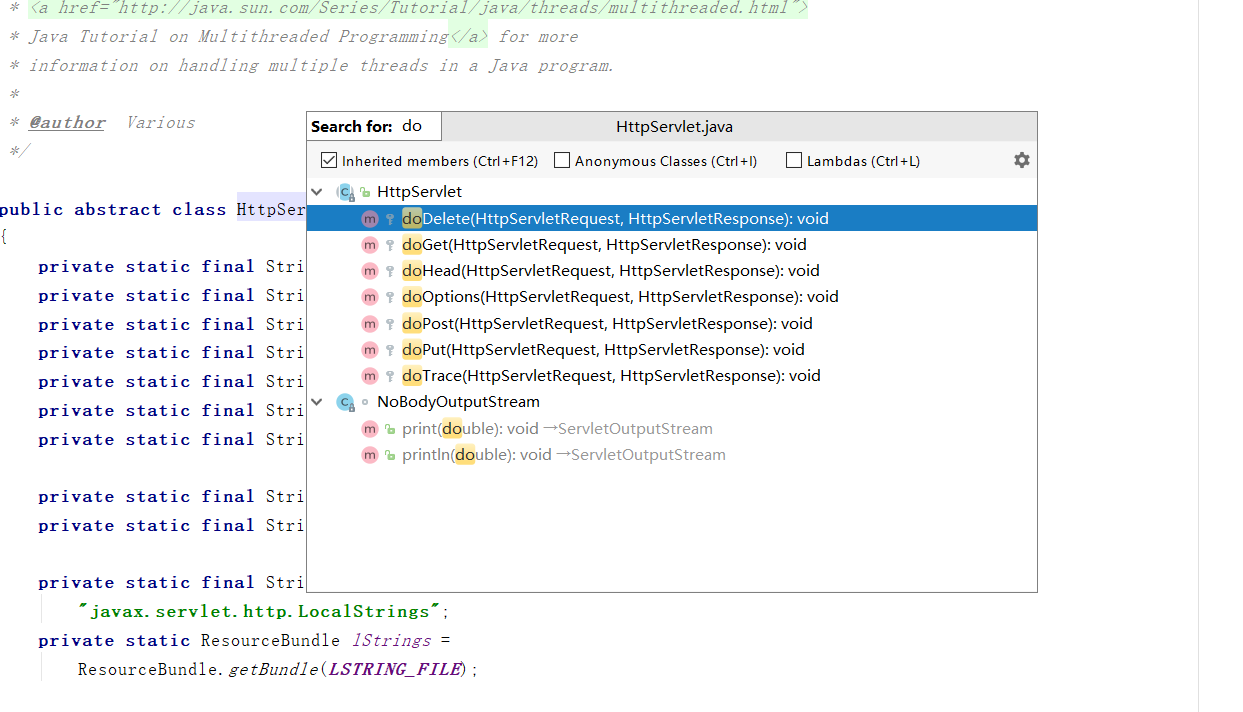 * <a href="http://java.sun.com/Series/Tutorial/java/threads/multithreaded.html">
* Java Tutorial on Multithreaded Programming</a> for more
* information on handling multiple threads in a Java program.
*
* @author  Various
*/
public abstract class HttpSer
{
private static final Stri
private static final Stri
private static final Stri
private static final Stri
private static final Stri
private static final Stri
private static final Stri
private static final Stri
private static final Stri
private static final Stri
"javax.servlet.http.LocalStrings";
private static ResourceBundle lStrings =
ResourceBundle.getBundle(LSTRING_FILE);
Search for: do
HttpServlet.java
Inherited members (Ctrl+F12) Anonymous Classes (Ctrl+I) Lambdas (Ctrl+L)
HttpServlet
doDelete(HttpServletRequest, HttpServletResponse): void
doGet(HttpServletRequest, HttpServletResponse): void
doHead(HttpServletRequest, HttpServletResponse): void
doOptions(HttpServletRequest, HttpServletResponse): void
doPost(HttpServletRequest, HttpServletResponse): void
doPut(HttpServletRequest, HttpServletResponse): void
doTrace(HttpServletRequest, HttpServletResponse): void
NoBodyOutputStream
print(double): void →ServletOutputStream
println(double): void →ServletOutputStream